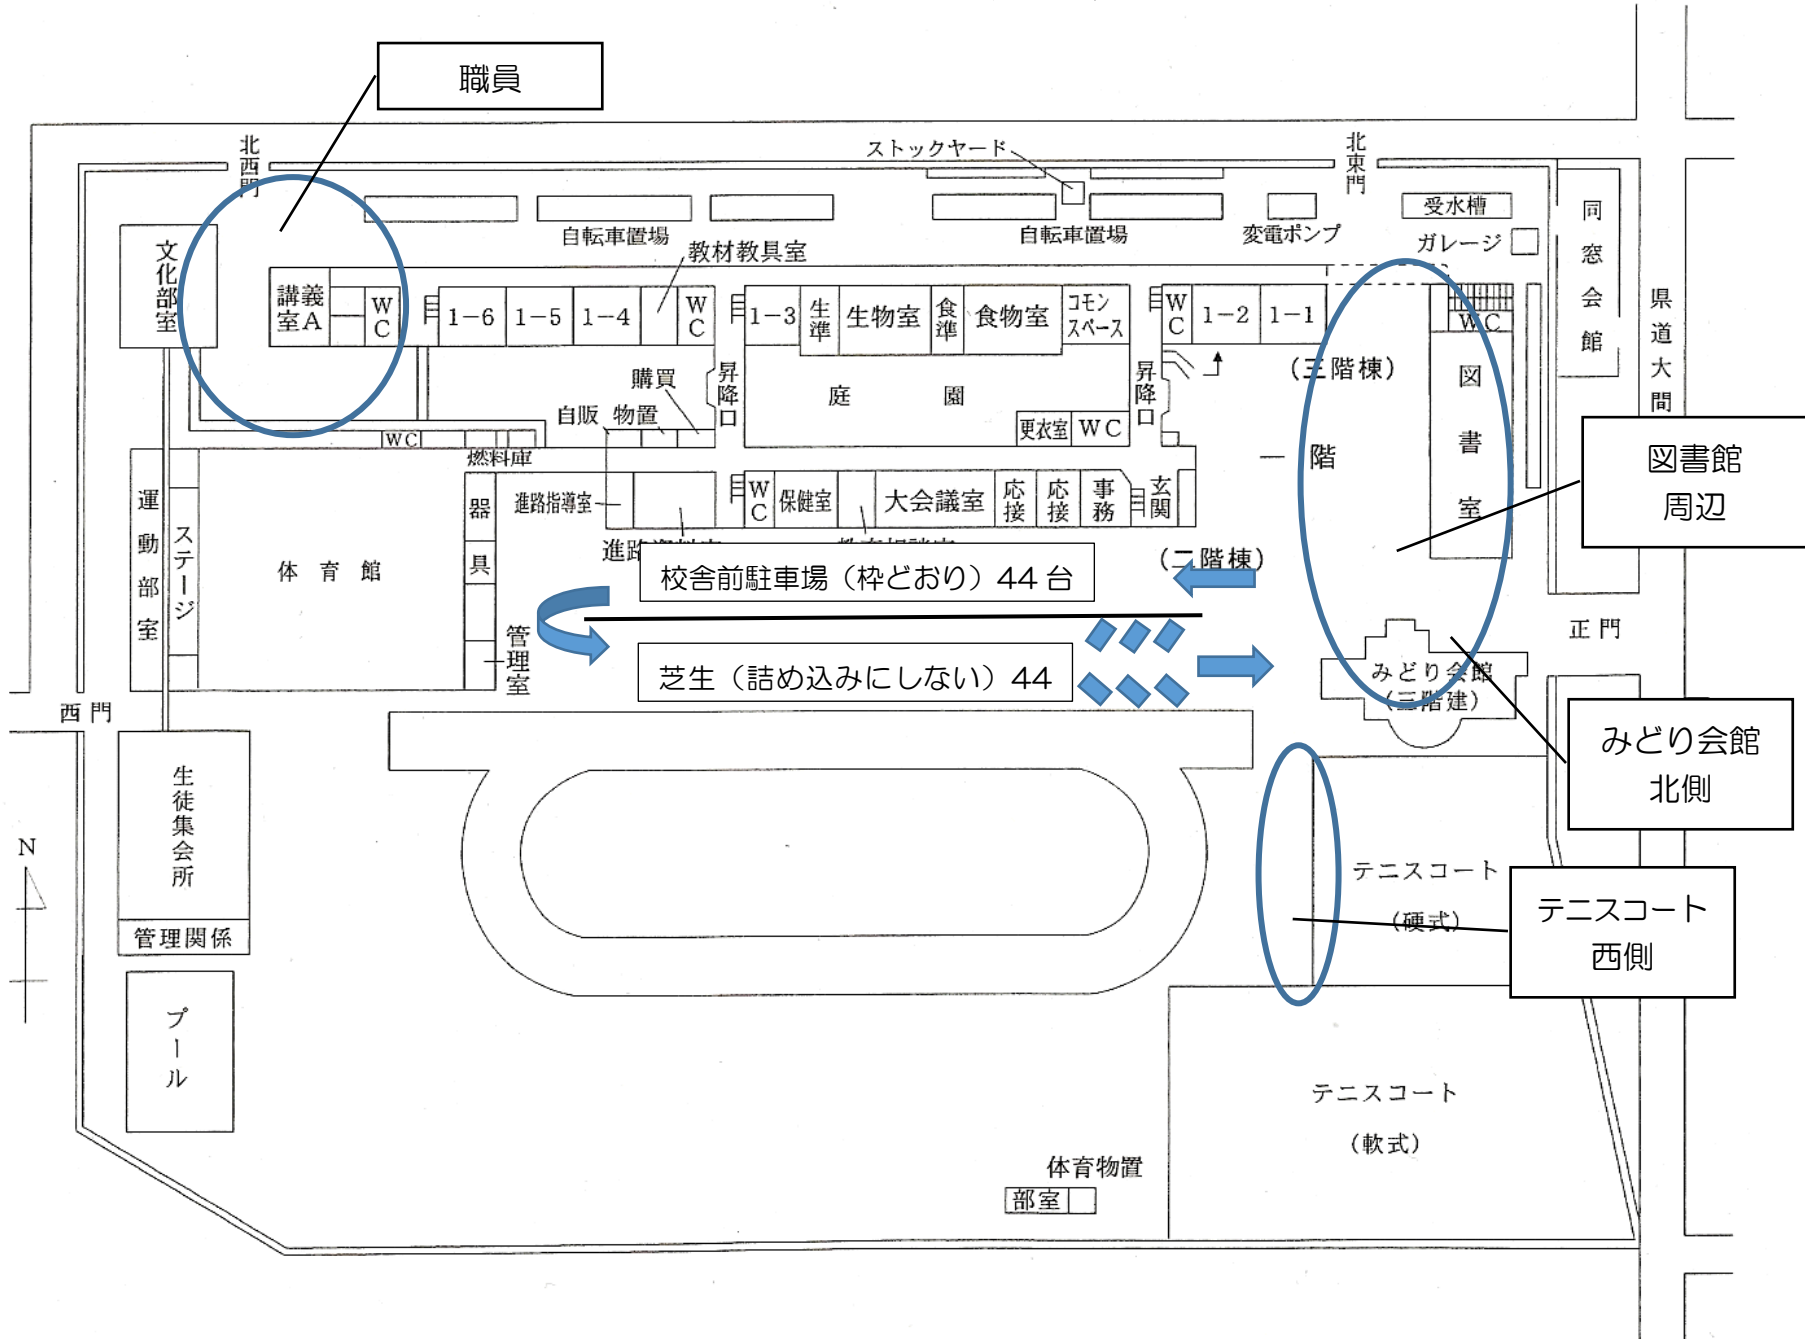 職員
北西門
ストックヤード
北東門
受水槽
同窓会館
自転車置場
自転車置場
変電ポンプ
ガレージ
文化部室
教材教具室
講義室A
WC
1-6
1-5
1-4
WC
1-3
生準
生物室
食準
食物室
コモンスペース
WC
1-2
1-1
WC
県道大間
(三階棟)
図書室
購買
昇降口
庭園
昇降口
自販
物置
更衣室
WC
WC
燃料庫
一階
図書館
周辺
運動部室
ステージ
体育館
器具
進路指導室
WC
保健室
大会議室
応接
応接
事務
玄関
(二階棟)
校舎前駐車場（枠どおり）44台
管理室
芝生（詰め込みにしない）44
正門
みどり会館
(三階建)
西門
みどり会館
北側
生徒集会所
N
テニスコート
(硬式)
テニスコート
西側
管理関係
プール
テニスコート
(軟式)
体育物置
部室